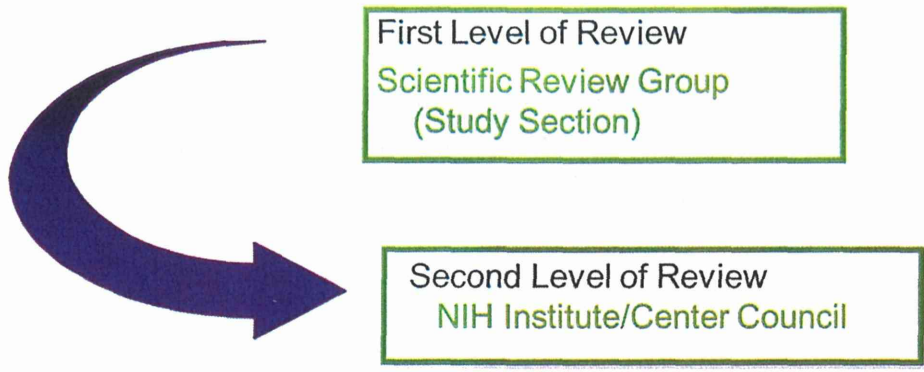 First Level of Review
Scientific Review Group
(Study Section)
Second Level of Review
NIH Institute/Center Council